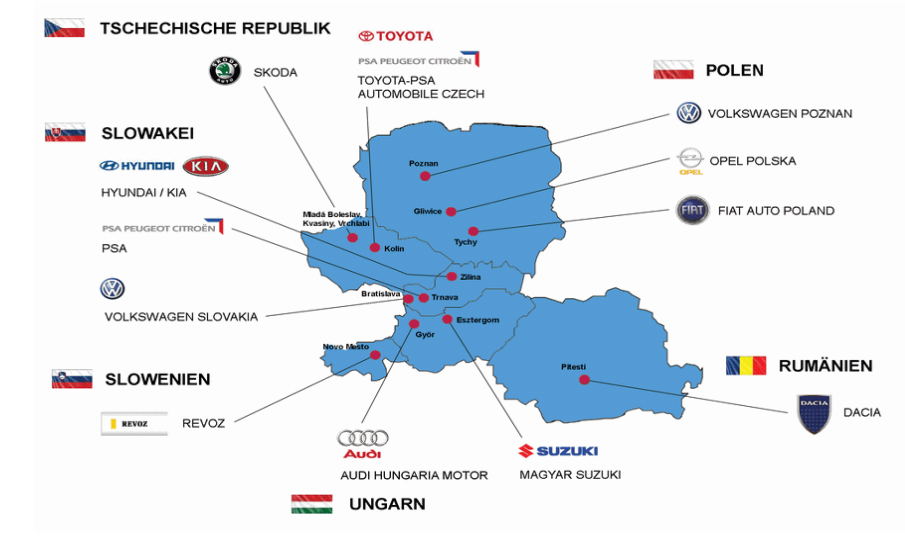 TSCHECHISCHE REPUBLIK
SKODA AUTO
SKODA
TOYOTA
PSA PEUGEOT CITROËN
TOYOTA-PSA
AUTOMOBILE CZECH
POLEN
VOLKSWAGEN POZNAN
OPEL
OPEL POLSKA
FIAT
FIAT AUTO POLAND
SLOWAKEI
HYUNDAI
KIA
HYUNDAI / KIA
PSA PEUGEOT CITROËN
PSA
VOLKSWAGEN SLOVAKIA
Poznan
Gliwice
Tychy
Mladá Boleslav,
Kvasiny, Vrchlabi
Kolin
Zilina
Bratislava
Trnava
Esztergom
Györ
Novo Mesto
Pitesti
SLOWENIEN
REVOZ
REVOZ
RUMÄNIEN
DACIA
DACIA
Audi
AUDI HUNGARIA MOTOR
SUZUKI
MAGYAR SUZUKI
UNGARN